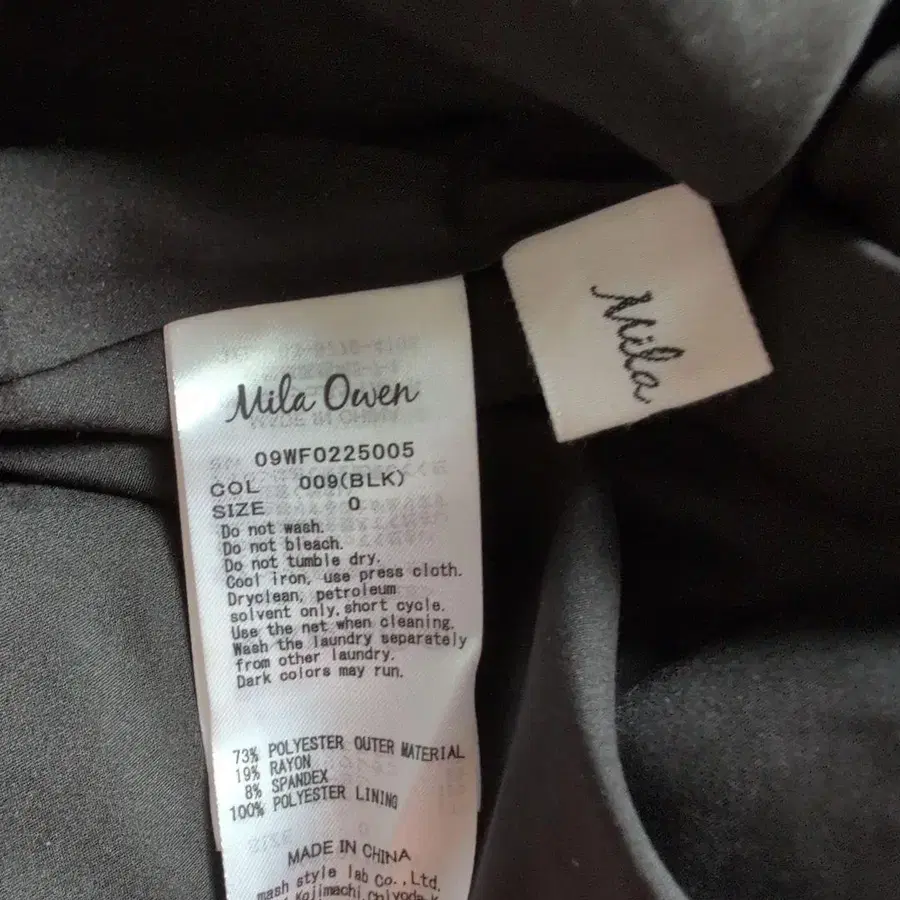 Mila
Mila Owen
09WF0225005
COL 009(BLK)
SIZE 0
Do not wash.
Do not bleach.
Do not tumble dry.
Cool iron, use press cloth.
Dryclean, petroleum
solvent only, short cycle.
Use the net when cleaning.
Wash the laundry separately
from other laundry.
Dark colors may run.
73% POLYESTER OUTER MATERIAL
19% RAYON
8% SPANDEX
100% POLYESTER LINING
MADE IN CHINA
mash style lab Co.,Ltd.
Kojimachi,Chiyoda-k